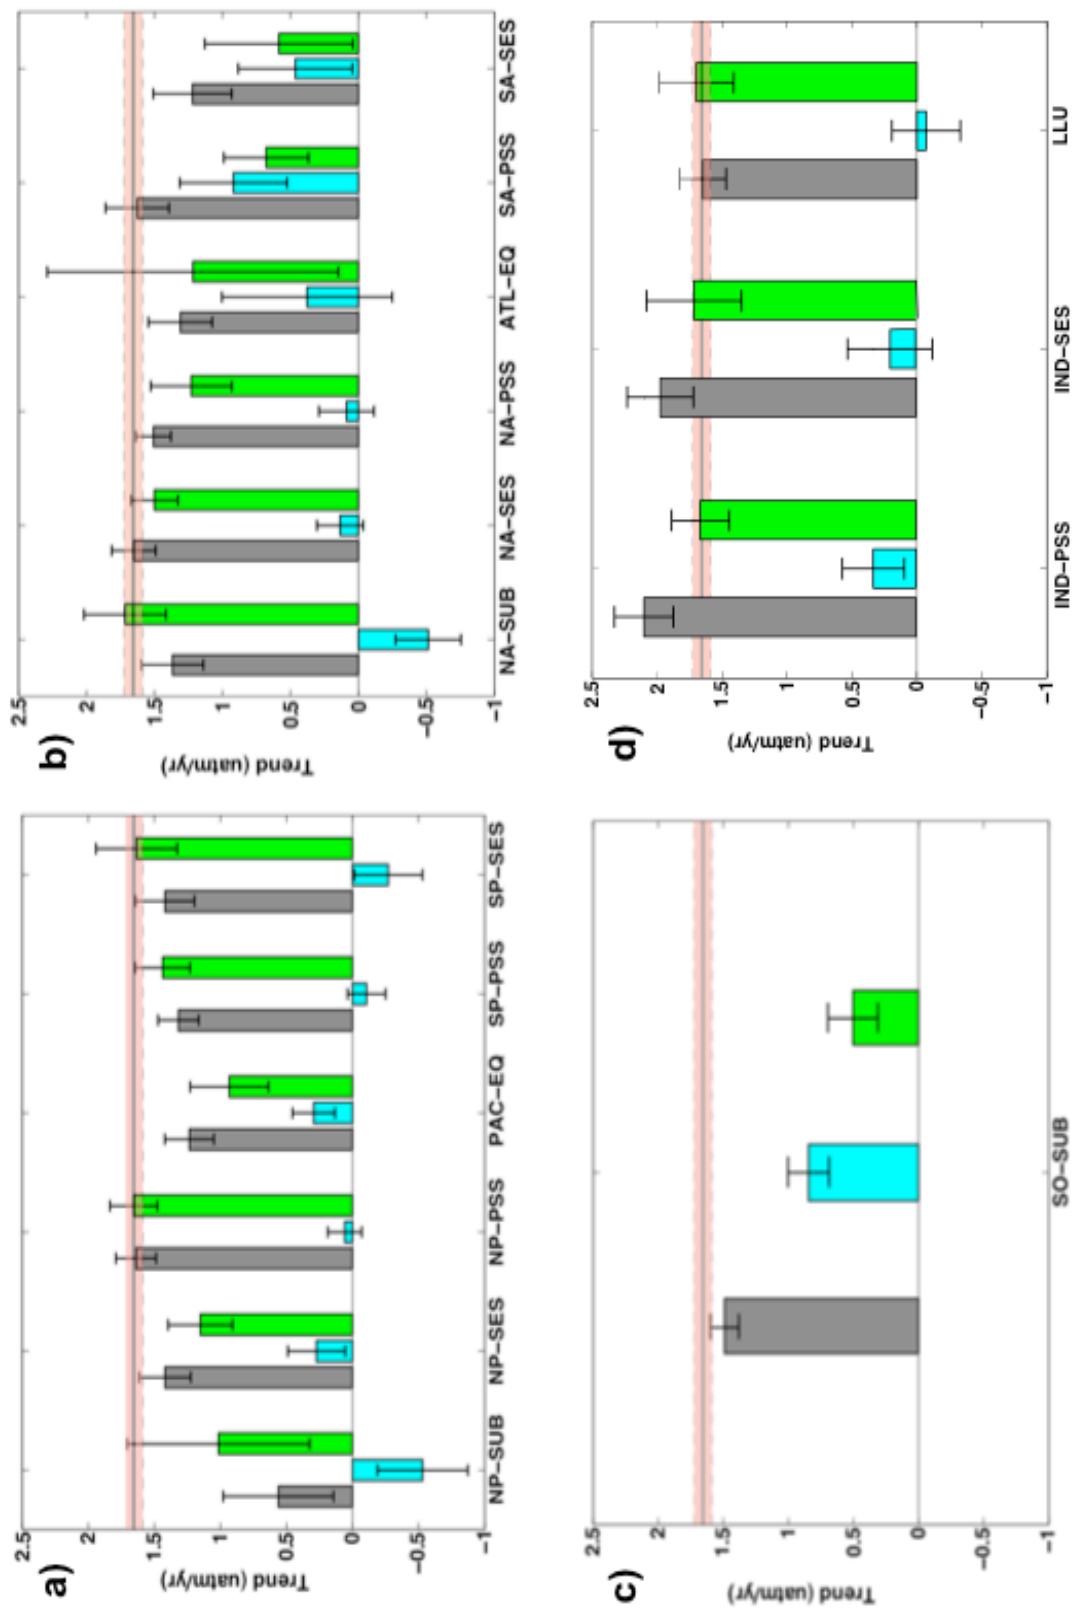 a)
Trend (uatm/yr)
2.5
2
1.5
1
0.5
0
−0.5
−1
NP−SUB NP−SES NP−PSS PAC−EQ SP−PSS SP−SES
b)
Trend (uatm/yr)
2.5
2
1.5
1
0.5
0
−0.5
−1
NA−SUB NA−SES NA−PSS ATL−EQ SA−PSS SA−SES
c)
Trend (uatm/yr)
2.5
2
1.5
1
0.5
0
−0.5
−1
SO−SUB
d)
Trend (uatm/yr)
2.5
2
1.5
1
0.5
0
−0.5
−1
IND−PSS IND−SES LLU